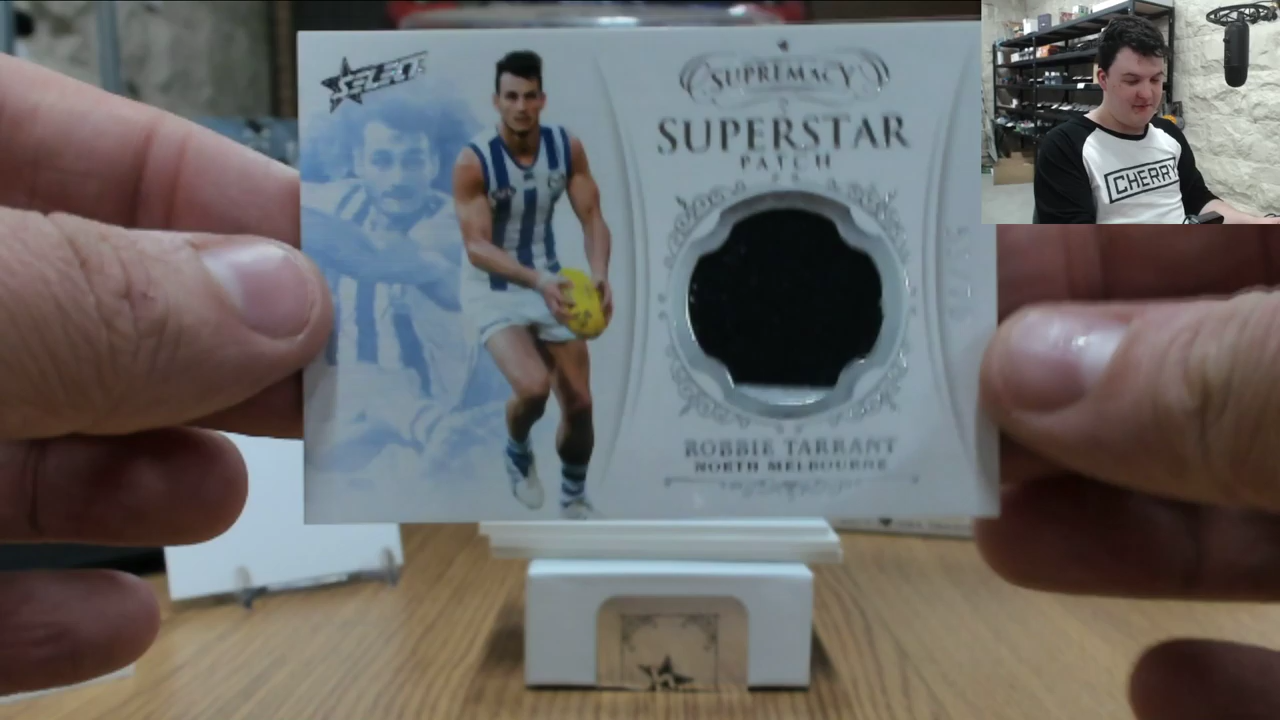 SELECT
SUPREMACY
SUPERSTAR
PATCH
ROBBIE TARRANT
NORTH MELBOURNE
CHERRY